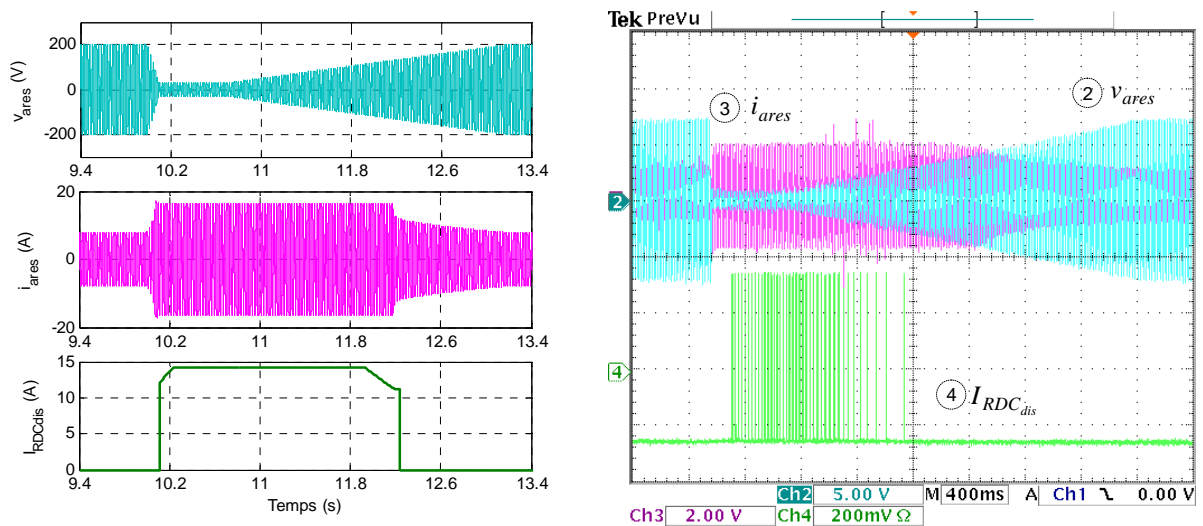 200
0
-200
v_ares (V)
9.4 10.2 11 11.8 12.6 13.4
20
0
-20
i_ares (A)
9.4 10.2 11 11.8 12.6 13.4
15
10
5
0
I_RDCdis (A)
9.4 10.2 11 11.8 12.6 13.4
Temps (s)
Tek PreVu
3 i_ares
2 v_ares
2
4
4 I_RDC_dis
Ch2 5.00 V M 400ms A Ch1 0.00 V
Ch3 2.00 V Ch4 200mV Ω